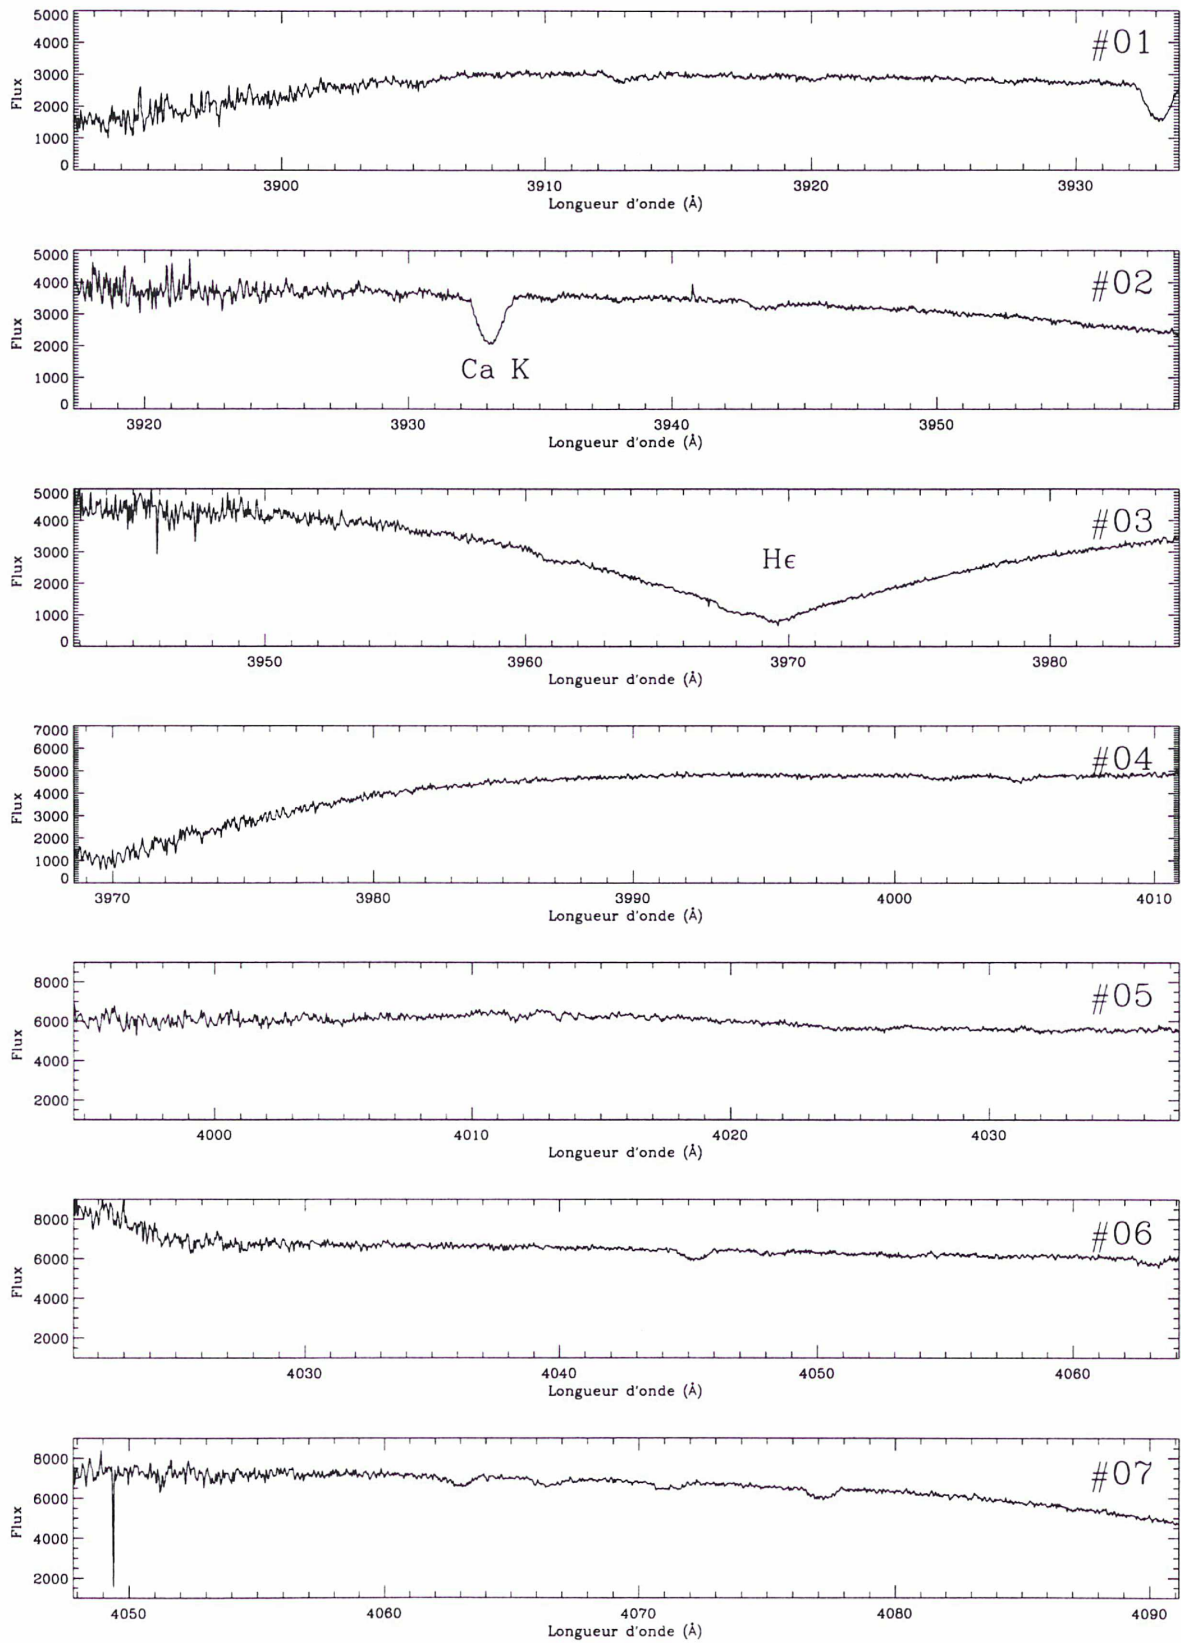 5000
4000
3000
2000
1000
0
Flux
#01
3900 3910 3920 3930
Longueur d'onde (Å)
5000
4000
3000
2000
1000
0
Flux
#02
Ca K
3920 3930 3940 3950
Longueur d'onde (Å)
5000
4000
3000
2000
1000
0
Flux
#03
Hϵ
3950 3960 3970 3980
Longueur d'onde (Å)
7000
6000
5000
4000
3000
2000
1000
0
Flux
#04
3970 3980 3990 4000 4010
Longueur d'onde (Å)
8000
6000
4000
2000
Flux
#05
4000 4010 4020 4030
Longueur d'onde (Å)
8000
6000
4000
2000
Flux
#06
4030 4040 4050 4060
Longueur d'onde (Å)
8000
6000
4000
2000
Flux
#07
4050 4060 4070 4080 4090
Longueur d'onde (Å)